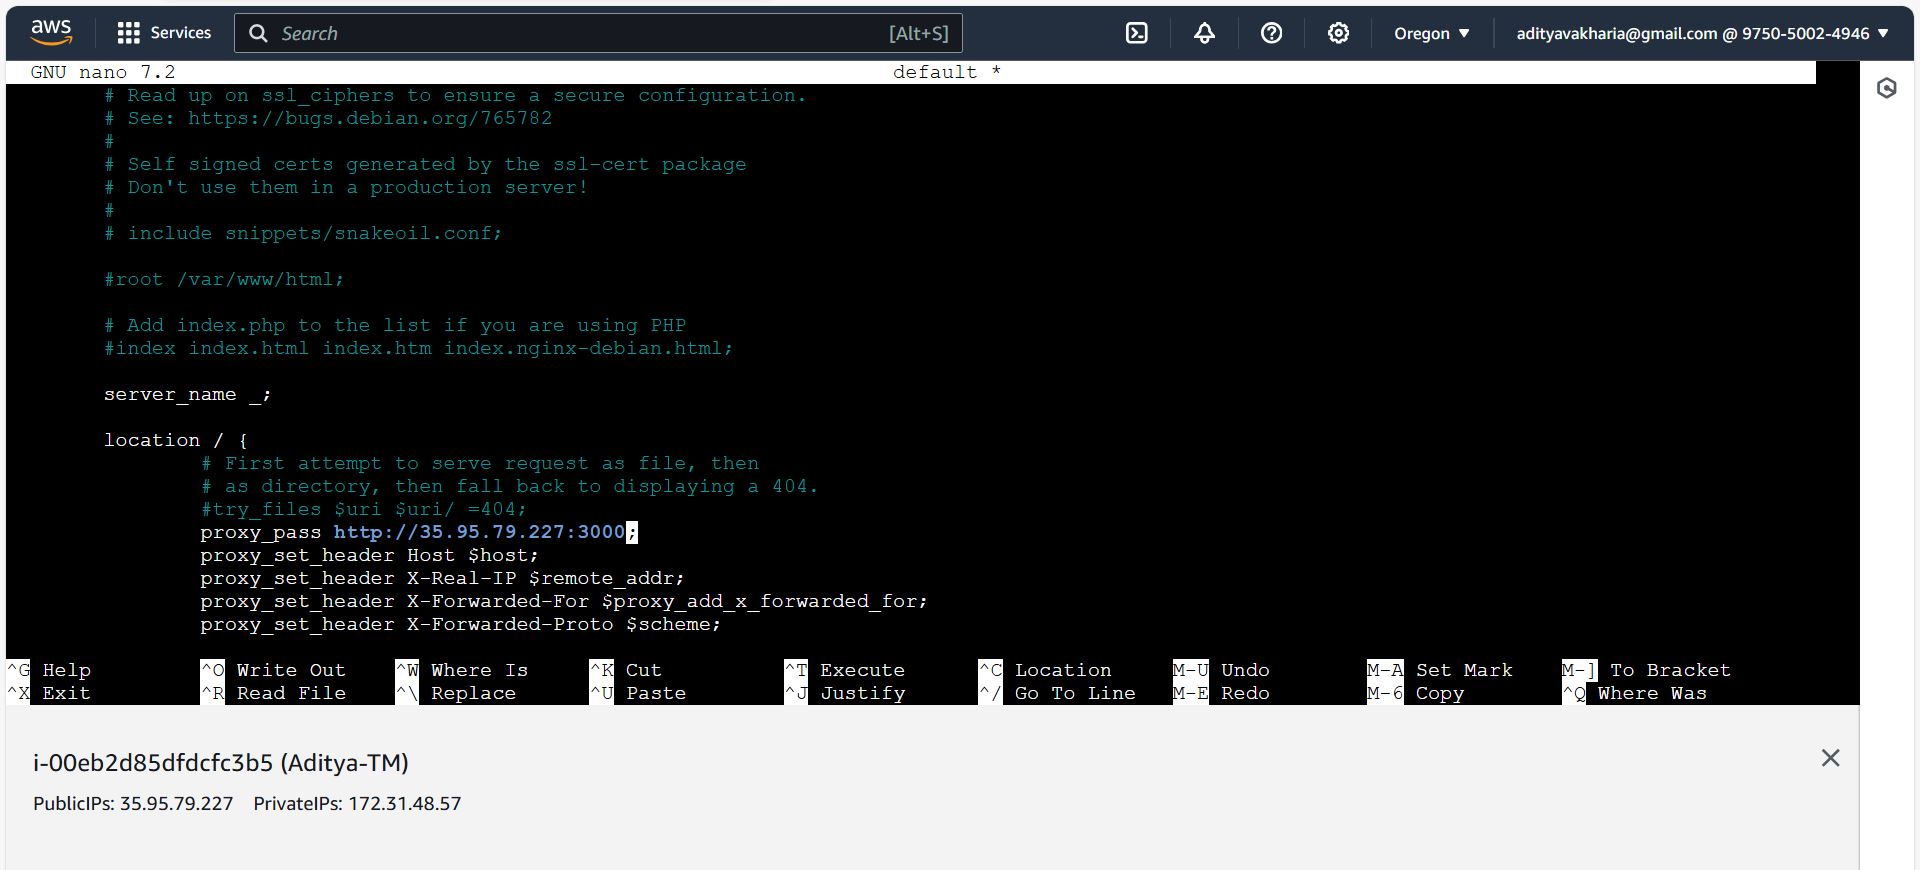 aws Services Search [Alt+S] Oregon ▼ adityavakharia@gmail.com @ 9750-5002-4946 ▼
GNU nano 7.2 default *
# Read up on ssl_ciphers to ensure a secure configuration.
# See: https://bugs.debian.org/765782
#
# Self signed certs generated by the ssl-cert package
# Don't use them in a production server!
#
# include snippets/snakeoil.conf;
#root /var/www/html;
# Add index.php to the list if you are using PHP
#index index.html index.htm index.nginx-debian.html;
server_name _;
location / {
# First attempt to serve request as file, then
# as directory, then fall back to displaying a 404.
#try_files $uri $uri/ =404;
proxy_pass http://35.95.79.227:3000;
proxy_set_header Host $host;
proxy_set_header X-Real-IP $remote_addr;
proxy_set_header X-Forwarded-For $proxy_add_x_forwarded_for;
proxy_set_header X-Forwarded-Proto $scheme;
^G Help ^O Write Out ^W Where Is ^K Cut ^T Execute ^C Location M-U Undo M-A Set Mark M-] To Bracket
^X Exit ^R Read File ^\ Replace ^U Paste ^J Justify ^/ Go To Line M-E Redo M-6 Copy ^Q Where Was
i-00eb2d85dfdcfc3b5 (Aditya-TM)
PublicIPs: 35.95.79.227 PrivateIPs: 172.31.48.57